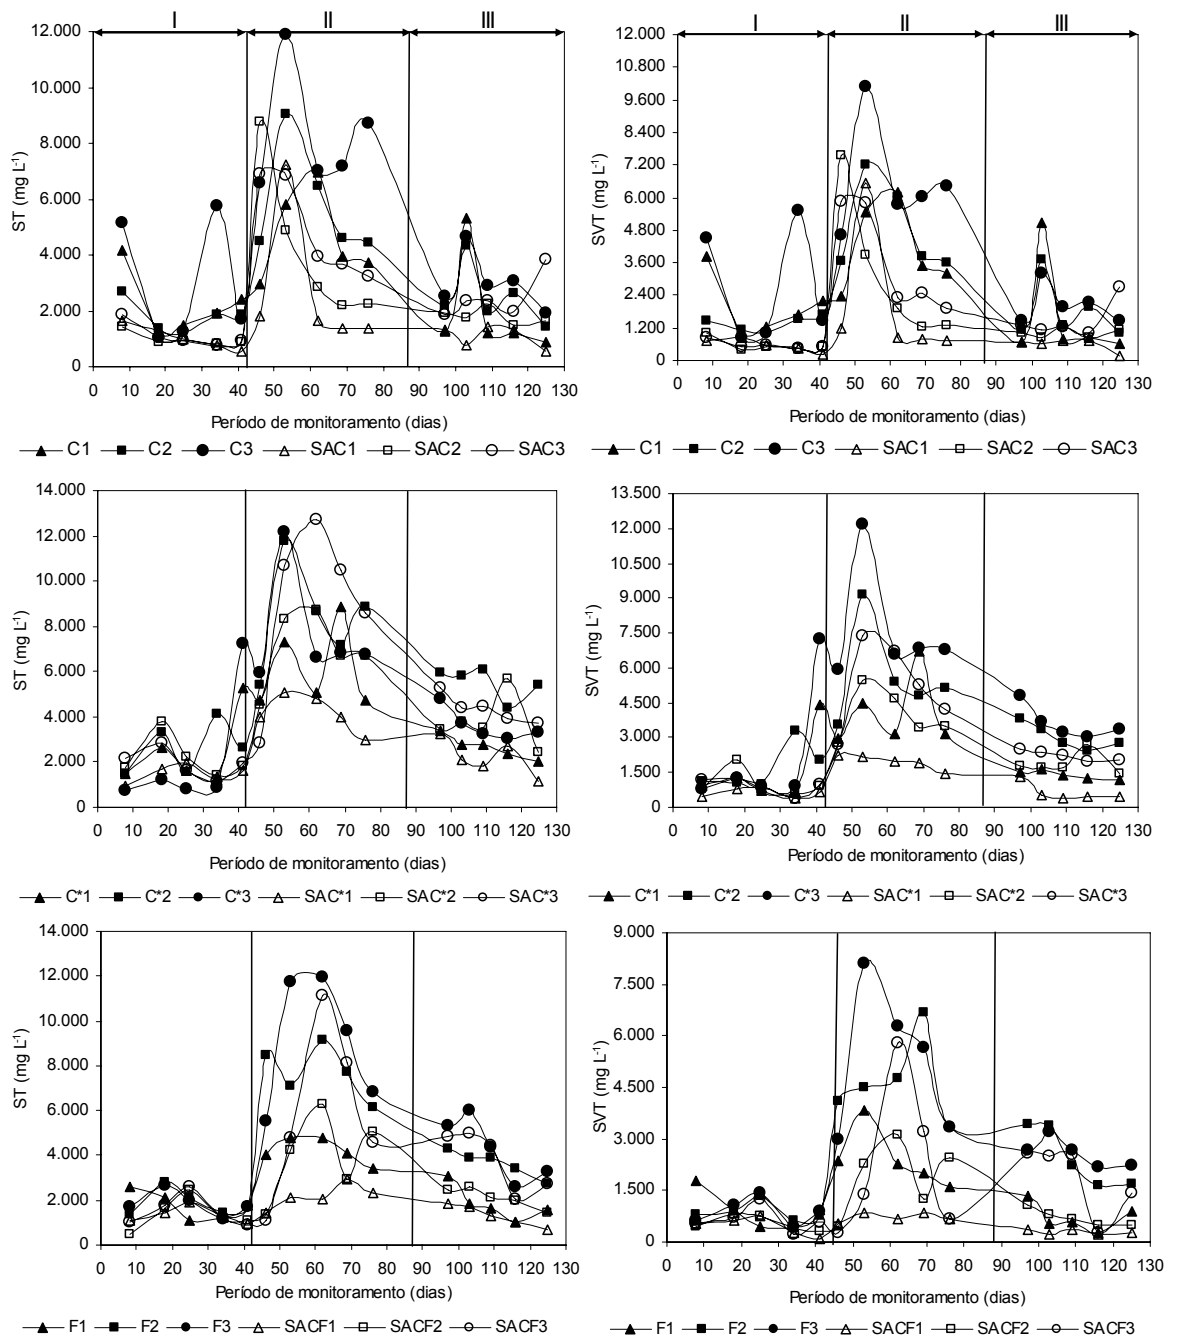 I II III
12.000
10.000
8.000
6.000
4.000
2.000
0
ST (mg L-1)
0 10 20 30 40 50 60 70 80 90 100 110 120 130
Período de monitoramento (dias)
C1 C2 C3 SAC1 SAC2 SAC3
I II III
12.000
10.800
9.600
8.400
7.200
6.000
4.800
3.600
2.400
1.200
0
SVT (mg L-1)
0 10 20 30 40 50 60 70 80 90 100 110 120 130
Período de monitoramento (dias)
C1 C2 C3 SAC1 SAC2 SAC3
14.000
12.000
10.000
8.000
6.000
4.000
2.000
0
ST (mg L-1)
0 10 20 30 40 50 60 70 80 90 100 110 120 130
Período de monitoramento (dias)
C*1 C*2 C*3 SAC*1 SAC*2 SAC*3
13.500
12.000
10.500
9.000
7.500
6.000
4.500
3.000
1.500
0
SVT (mg L-1)
0 10 20 30 40 50 60 70 80 90 100 110 120 130
Período de monitoramento (dias)
C*1 C*2 C*3 SAC*1 SAC*2 SAC*3
14.000
12.000
10.000
8.000
6.000
4.000
2.000
0
ST (mg L-1)
0 10 20 30 40 50 60 70 80 90 100 110 120 130
Período de monitoramento (dias)
F1 F2 F3 SACF1 SACF2 SACF3
9.000
7.500
6.000
4.500
3.000
1.500
0
SVT (mg L-1)
0 10 20 30 40 50 60 70 80 90 100 110 120 130
Período de monitoramento (dias)
F1 F2 F3 SACF1 SACF2 SACF3